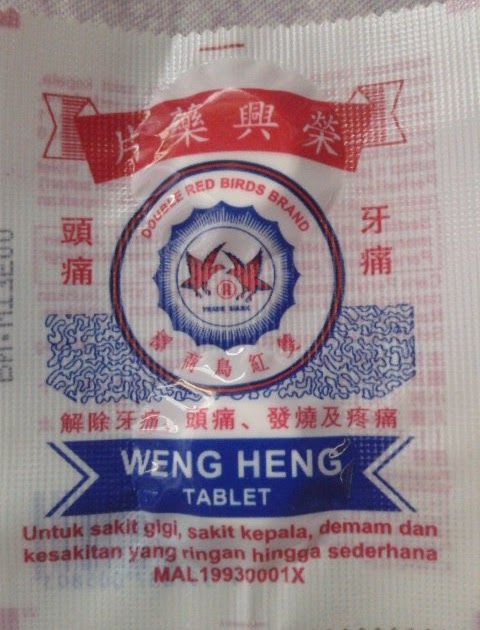 榮興藥片
DOUBLE RED BIRDS BRAND
牙痛
頭痛
®
TRADE MARK
雙紅鳥商標
解除牙痛、頭痛、發燒及疼痛
WENG HENG
TABLET
Untuk sakit gigi, sakit kepala, demam dan
kesakitan yang ringan hingga sederhana
MAL19930001X